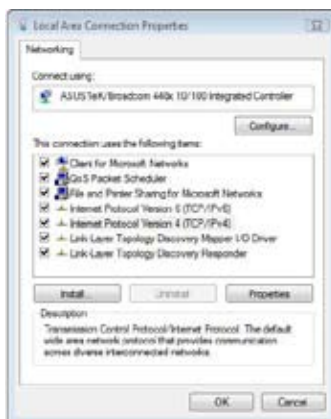 Local Area Connection Properties
Networking
Connect using:
ASUSTeK/Broadcom 440x 10/100 Integrated Controller
Configure...
This connection uses the following items:
Client for Microsoft Networks
QoS Packet Scheduler
File and Printer Sharing for Microsoft Networks
Internet Protocol Version 6 (TCP/IPv6)
Internet Protocol Version 4 (TCP/IPv4)
Link-Layer Topology Discovery Mapper I/O Driver
Link-Layer Topology Discovery Responder
Install...
Uninstall
Properties
Description
Transmission Control Protocol/Internet Protocol. The default
wide area network protocol that provides communication
across diverse interconnected networks.
OK
Cancel